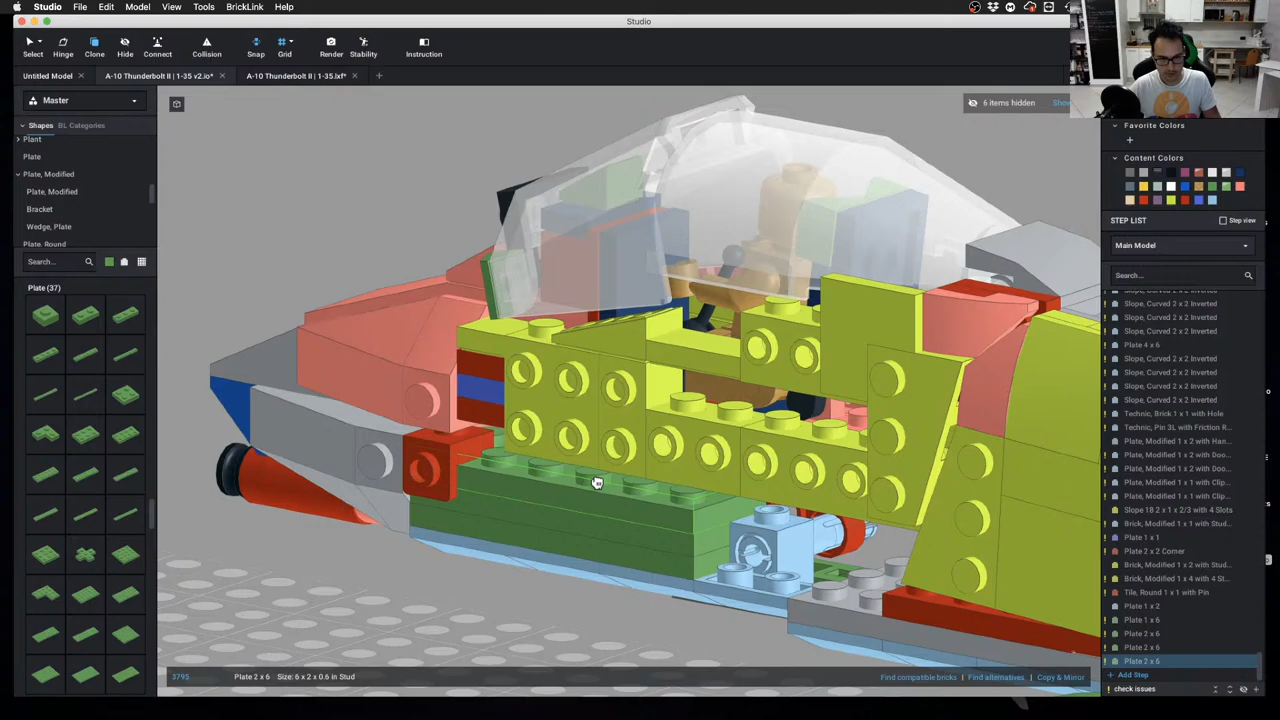 Studio File Edit Model View Tools BrickLink Window Help
Studio
Select Hinge Clone Hide Connect Collision Snap Grid Render Stability Instruction
Untitled Model A-10 Thunderbolt II | 1-35 v2.io* A-10 Thunderbolt II | 1-35.lxf* +
Master
6 items hidden
Shapes BL Categories
Plant
Plate
Plate, Modified
Plate, Modified
Bracket
Wedge, Plate
Plate, Round
Search...
Plate (37)
Favorite Colors
+
Content Colors
STEP LIST
Step view
Main Model
Search...
Slope, Curved 2 x 2 Inverted
Slope, Curved 2 x 2 Inverted
Slope, Curved 2 x 2 Inverted
Slope, Curved 2 x 2 Inverted
Plate 4 x 6
Slope, Curved 2 x 2 Inverted
Slope, Curved 2 x 2 Inverted
Slope, Curved 2 x 2 Inverted
Slope, Curved 2 x 2 Inverted
Technic, Brick 1 x 1 with Hole
Technic, Pin 3L with Friction R...
Plate, Modified 1 x 2 with Han...
Plate, Modified 1 x 2 with Doo...
Plate, Modified 1 x 2 with Doo...
Plate, Modified 1 x 2 with Clip...
Plate, Modified 1 x 2 with Clip...
Slope 18 2 x 1 x 2/3 with 4 Slots
Brick, Modified 1 x 1 with Stud...
Plate 1 x 1
Plate 2 x 2 Corner
Brick, Modified 1 x 2 with Stud...
Brick, Modified 1 x 4 with 4 St...
Tile, Round 1 x 1 with Pin
Plate 1 x 2
Plate 1 x 6
Plate 2 x 6
Plate 2 x 6
Plate 2 x 6
+ Add Step
check issues
3795 Plate 2 x 6 Size: 6 x 2 x 0.6 in Stud
Find compatible bricks | Find alternatives | Copy & Mirror